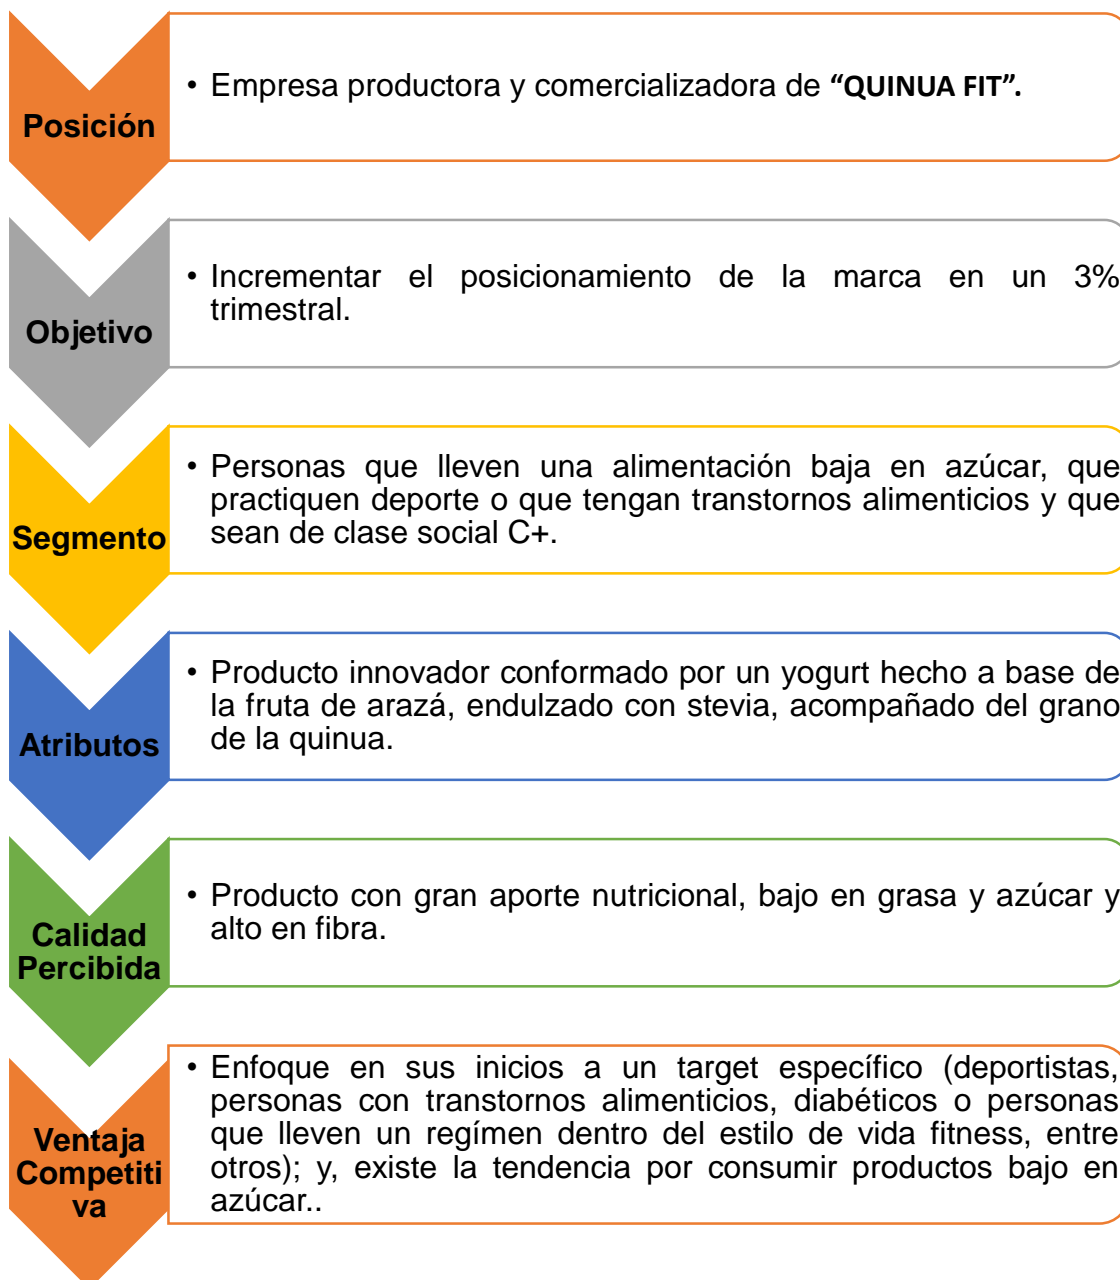 Posición
• Empresa productora y comercializadora de “QUINUA FIT”.
Objetivo
• Incrementar el posicionamiento de la marca en un 3%
trimestral.
Segmento
• Personas que lleven una alimentación baja en azúcar, que
practiquen deporte o que tengan transtornos alimenticios y que
sean de clase social C+.
Atributos
• Producto innovador conformado por un yogurt hecho a base de
la fruta de arazá, endulzado con stevia, acompañado del grano
de la quinua.
Calidad
Percibida
• Producto con gran aporte nutricional, bajo en grasa y azúcar y
alto en fibra.
Ventaja
Competiti
va
• Enfoque en sus inicios a un target específico (deportistas,
personas con transtornos alimenticios, diabéticos o personas
que lleven un regímen dentro del estilo de vida fitness, entre
otros); y, existe la tendencia por consumir productos bajo en
azúcar..